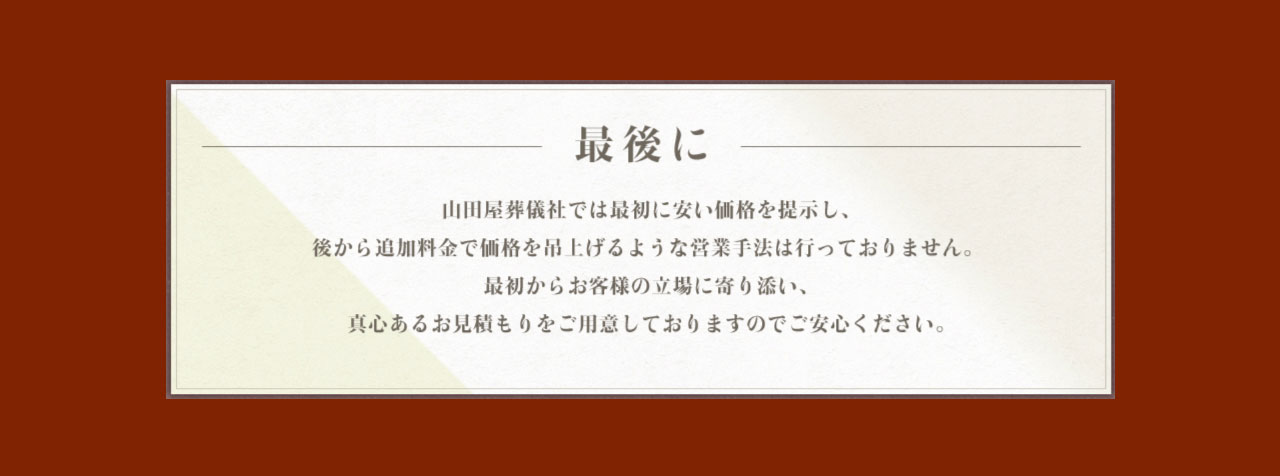 最後に
山田屋葬儀社では最初に安い価格を提示し、
後から追加料金で価格を吊上げるような営業手法は行っておりません。
最初からお客様の立場に寄り添い、
真心あるお見積もりをご用意しておりますのでご安心ください。